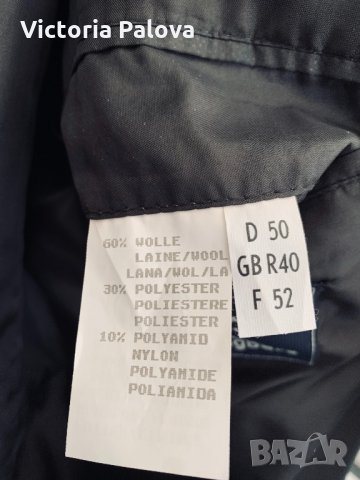 Victoria Palova
60% WOLLE
LAINE/WOOL
LANA/WOL/LA
30% POLYESTER
POLIESTERE
POLIESTER
10% POLYAMID
NYLON
POLYAMIDE
POLIAMIDA
D 50
GB R40
F 52
bazar